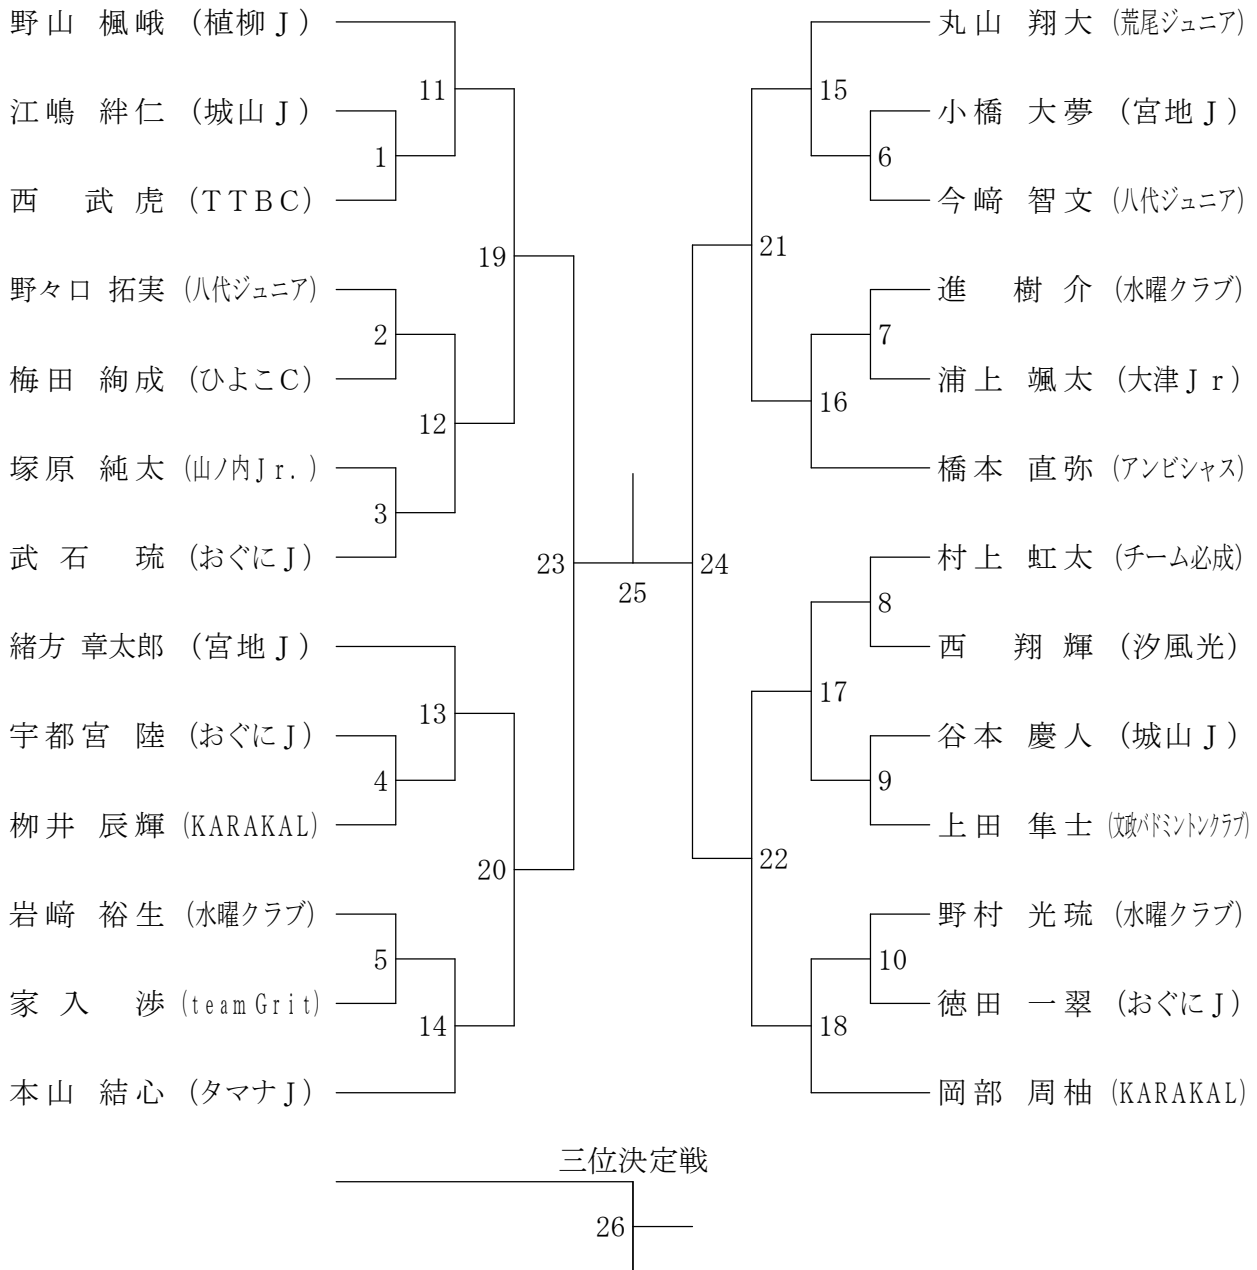 野山 楓峨 (植柳J)
11
江嶋 絆仁 (城山J)
1
西 武虎 (TTBC)
19
野々口 拓実 (八代ジュニア)
2
梅田 絢成 (ひよこC)
12
塚原 純太 (山ノ内Jr.)
3
武石 琉 (おぐにJ)
23
緒方 章太郎 (宮地J)
13
宇都宮 陸 (おぐにJ)
4
栁井 辰輝 (KARAKAL)
20
岩﨑 裕生 (水曜クラブ)
5
家入 渉 (teamGrit)
14
本山 結心 (タマナJ)
25
丸山 翔大 (荒尾ジュニア)
15
小橋 大夢 (宮地J)
6
今﨑 智文 (八代ジュニア)
21
進 樹介 (水曜クラブ)
7
浦上 颯太 (大津Jr)
16
橋本 直弥 (アンビシャス)
24
村上 虹太 (チーム必成)
8
西 翔輝 (汐風光)
17
谷本 慶人 (城山J)
9
上田 隼士 (文政バドミントンクラブ)
22
野村 光琉 (水曜クラブ)
10
徳田 一翠 (おぐにJ)
18
岡部 周柚 (KARAKAL)
三位決定戦
26